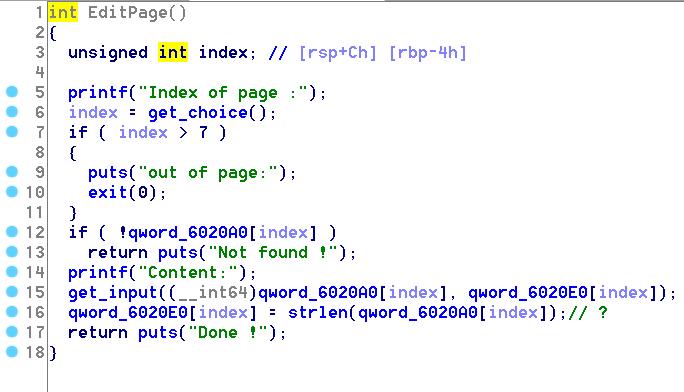 1 int EditPage()
2 {
3 unsigned int index; // [rsp+Ch] [rbp-4h]
4
5 printf("Index of page :");
6 index = get_choice();
7 if ( index > 7 )
8 {
9 puts("out of page:");
10 exit(0);
11 }
12 if ( !qword_6020A0[index] )
13 return puts("Not found !");
14 printf("Content:");
15 get_input((__int64)qword_6020A0[index], qword_6020E0[index]);
16 qword_6020E0[index] = strlen(qword_6020A0[index]);// ?
17 return puts("Done !");
18 }